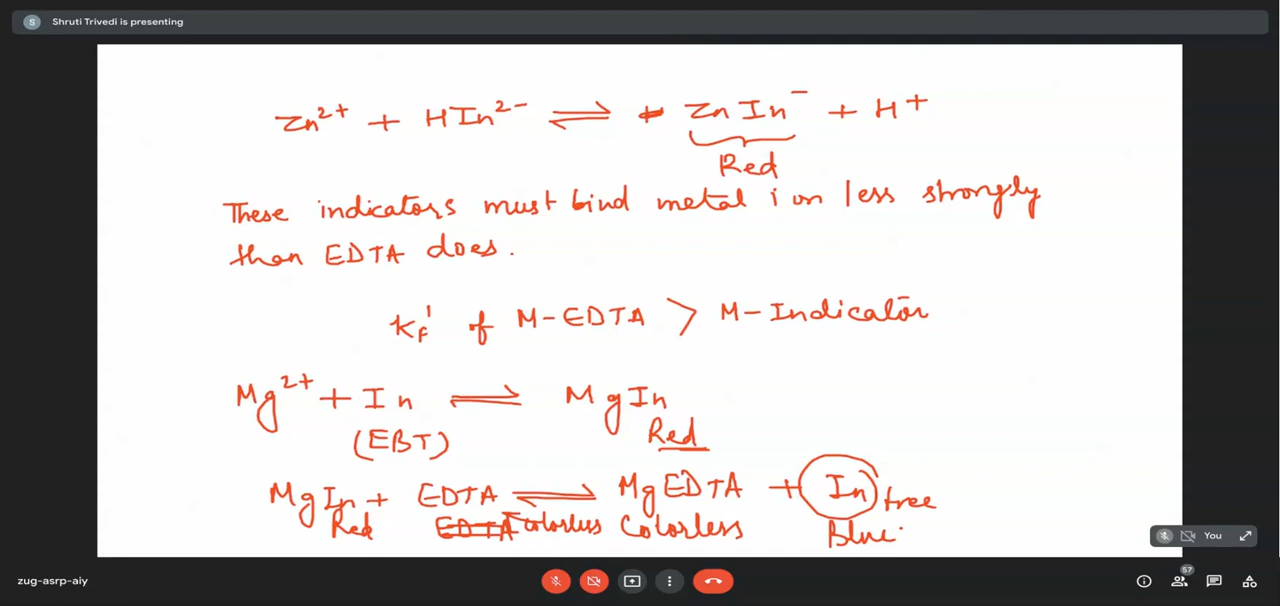 S Shruti Trivedi is presenting
Zn²⁺ + HIn²⁻ ⇌ ZnIn⁻ + H⁺
Red
These indicators must bind metal ion less strongly
than EDTA does.
K_F' of M-EDTA > M-Indicator
Mg²⁺ + In ⇌ MgIn
(EBT) Red
MgIn + EDTA ⇌ MgEDTA + In free
Red Colorless Colorless Blue
You
zug-asrp-aiy
57